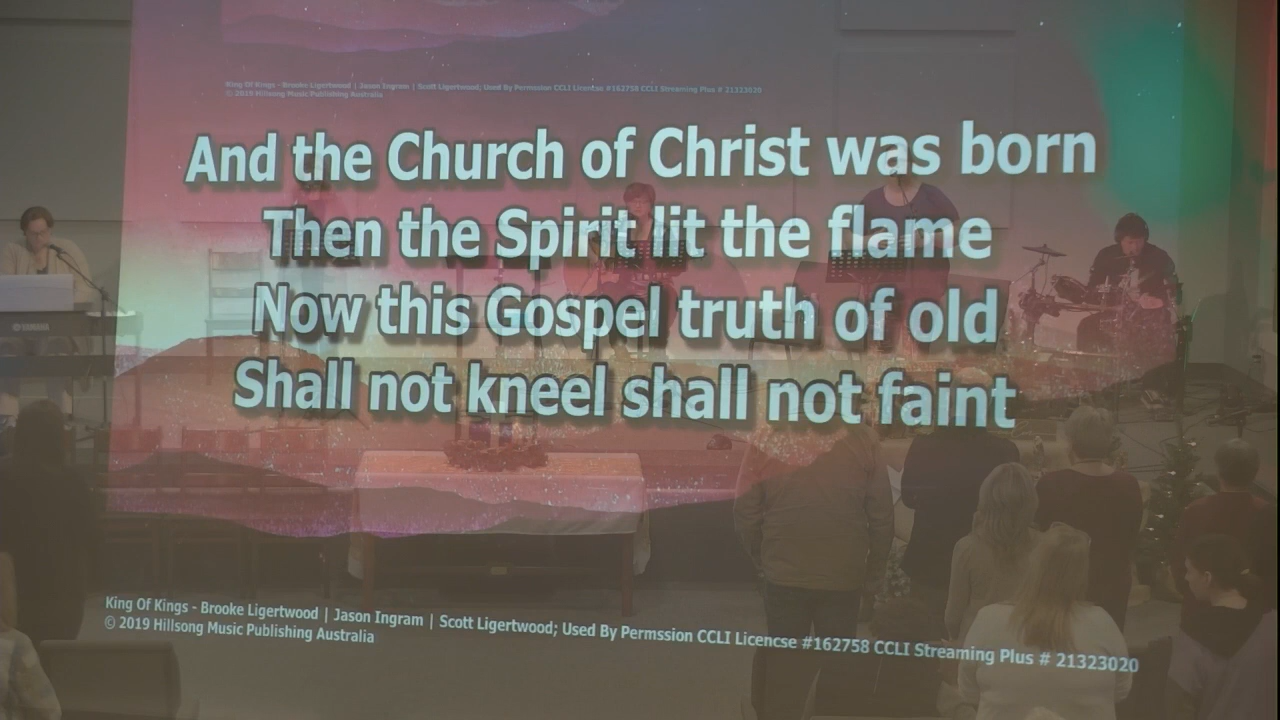 King Of Kings - Brooke Ligertwood | Jason Ingram | Scott Ligertwood; Used By Permssion CCLI Licencse #162758 CCLI Streaming Plus # 21323020
© 2019 Hillsong Music Publishing Australia
And the Church of Christ was born
Then the Spirit lit the flame
Now this Gospel truth of old
Shall not kneel shall not faint
YAMAHA
King Of Kings - Brooke Ligertwood | Jason Ingram | Scott Ligertwood; Used By Permssion CCLI Licencse #162758 CCLI Streaming Plus # 21323020
© 2019 Hillsong Music Publishing Australia